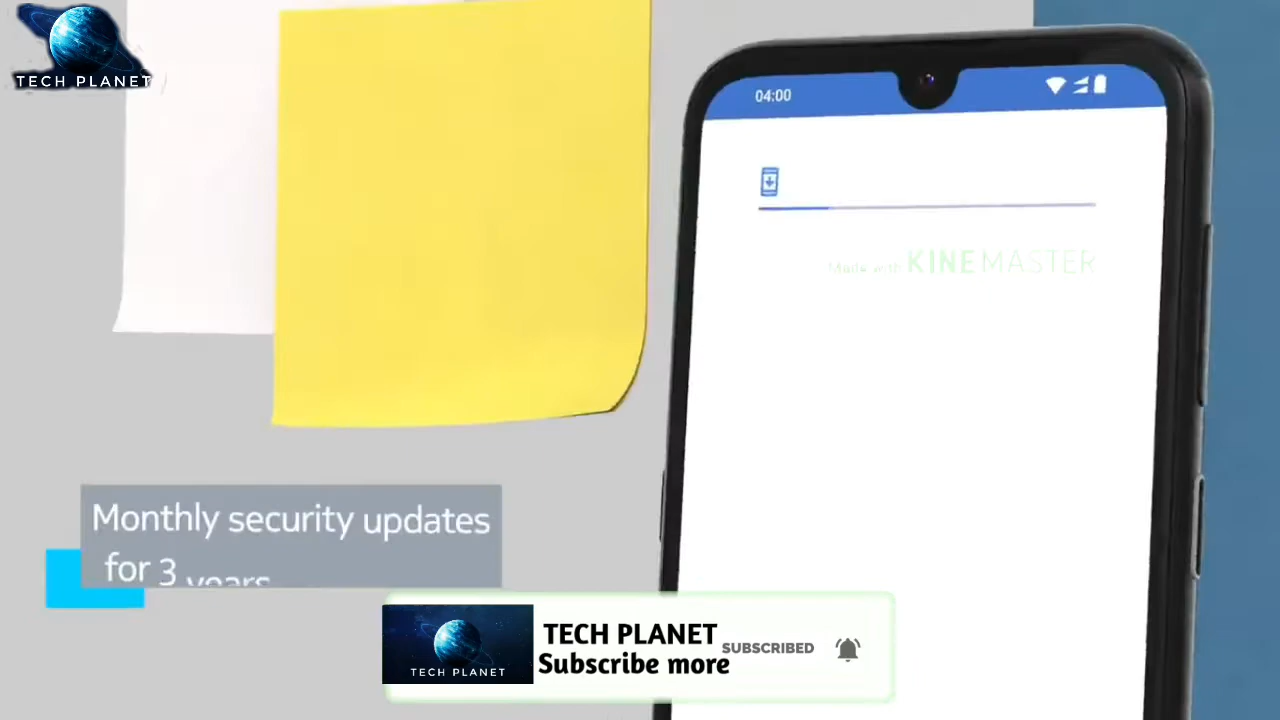 TECH PLANET
04:00
Made with KINEMASTER
Monthly security updates
for 3 years
TECH PLANET
TECH PLANET
Subscribe more
SUBSCRIBED